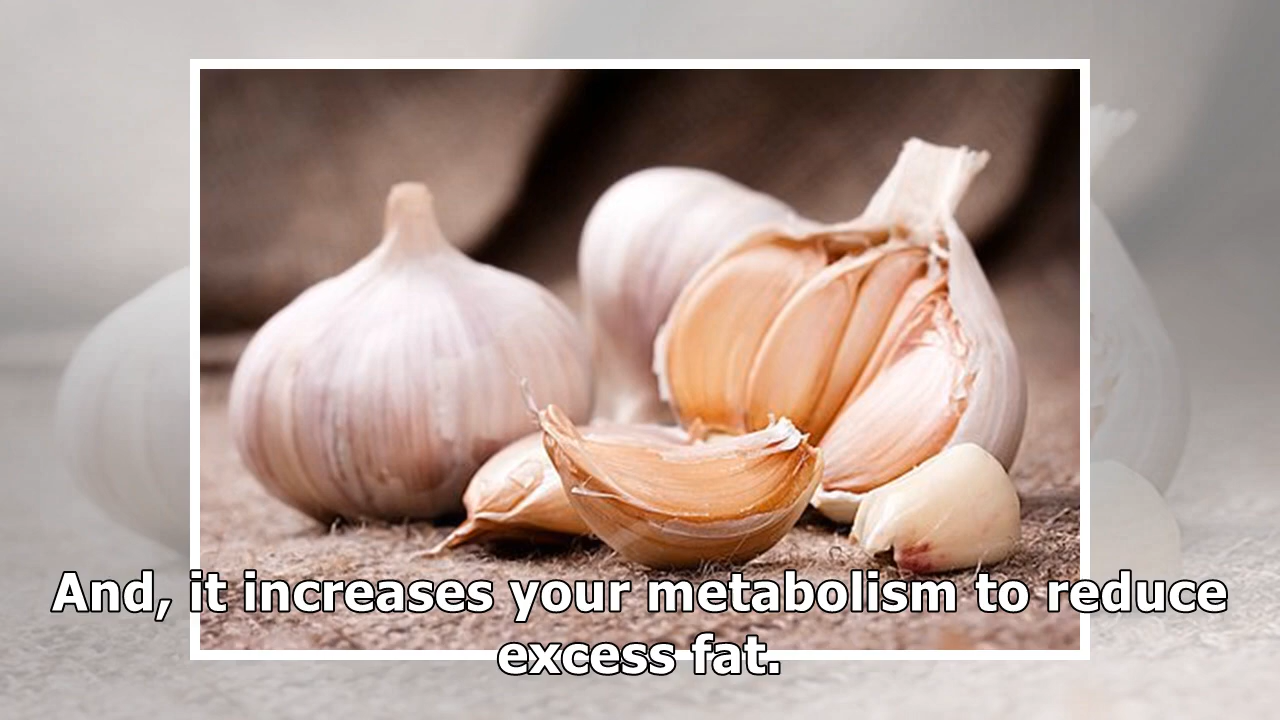 And, it increases your metabolism to reduce
excess fat.